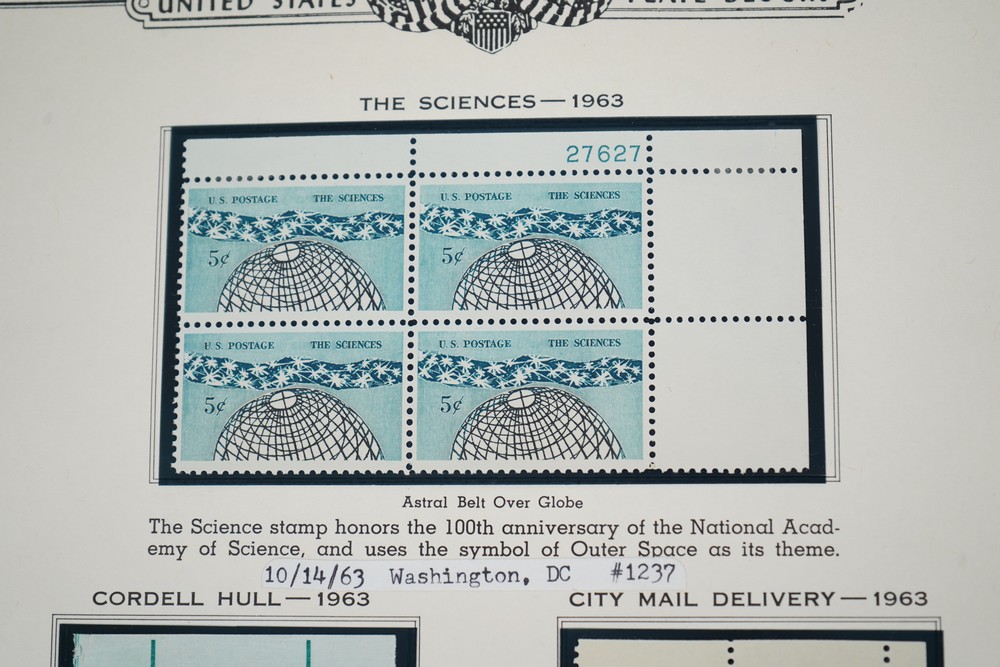 UNITED STATES PLATE BLOCKS
THE SCIENCES — 1963
27627
U.S. POSTAGE THE SCIENCES
5¢
U.S. POSTAGE THE SCIENCES
5¢
U.S. POSTAGE THE SCIENCES
5¢
U.S. POSTAGE THE SCIENCES
5¢
Astral Belt Over Globe
The Science stamp honors the 100th anniversary of the National Acad-
emy of Science, and uses the symbol of Outer Space as its theme.
10/14/63 Washington, DC #1237
CORDELL HULL — 1963
CITY MAIL DELIVERY — 1963